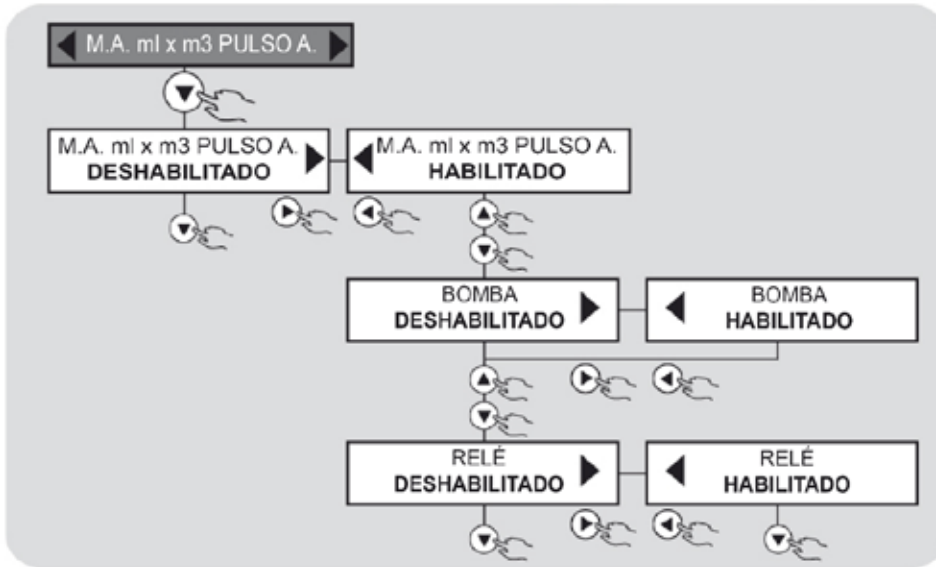 M.A. ml x m3 PULSO A.
M.A. ml x m3 PULSO A.
DESHABILITADO
M.A. ml x m3 PULSO A.
HABILITADO
BOMBA
DESHABILITADO
BOMBA
HABILITADO
RELÉ
DESHABILITADO
RELÉ
HABILITADO